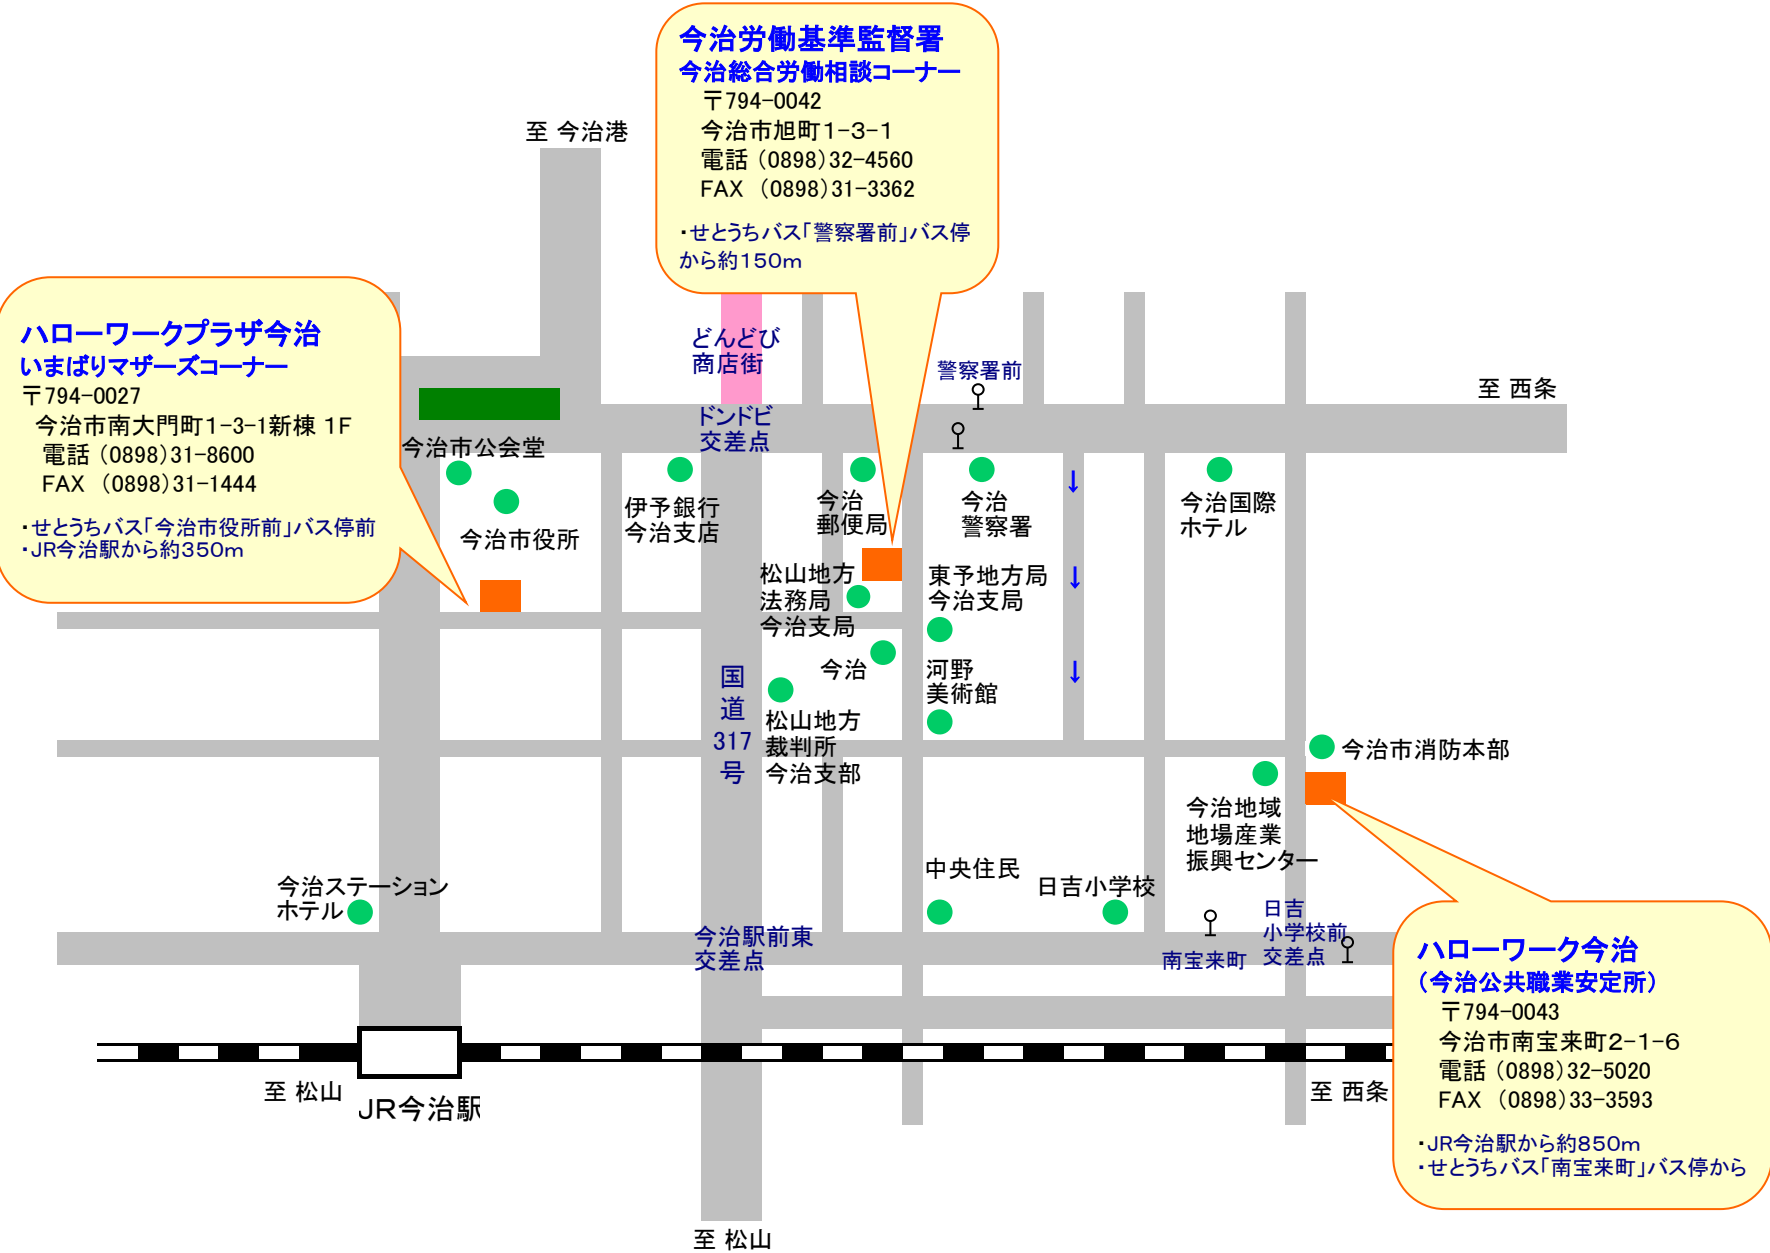 今治労働基準監督署
今治総合労働相談コーナー
〒794-0042
今治市旭町1-3-1
電話 (0898)32-4560
FAX (0898)31-3362
・せとうちバス「警察署前」バス停
から約150m
至 今治港
ハローワークプラザ今治
いまばりマザーズコーナー
〒794-0027
今治市南大門町1-3-1新棟 1F
電話 (0898)31-8600
FAX (0898)31-1444
・せとうちバス「今治市役所前」バス停前
・JR今治駅から約350m
どんどび
商店街
警察署前
至 西条
ドンドビ
交差点
今治市公会堂
今治市役所
伊予銀行
今治支店
今治
郵便局
今治
警察署
↓
今治国際
ホテル
松山地方
法務局
今治支局
東予地方局
今治支局
↓
今治
河野
美術館
↓
国
道
317
号
松山地方
裁判所
今治支部
今治市消防本部
今治地域
地場産業
振興センター
今治ステーション
ホテル
中央住民
日吉小学校
今治駅前東
交差点
南宝来町
日吉
小学校前
交差点
ハローワーク今治
(今治公共職業安定所)
〒794-0043
今治市南宝来町2-1-6
電話 (0898)32-5020
FAX (0898)33-3593
・JR今治駅から約850m
・せとうちバス「南宝来町」バス停から
至 松山
JR今治駅
至 西条
至 松山